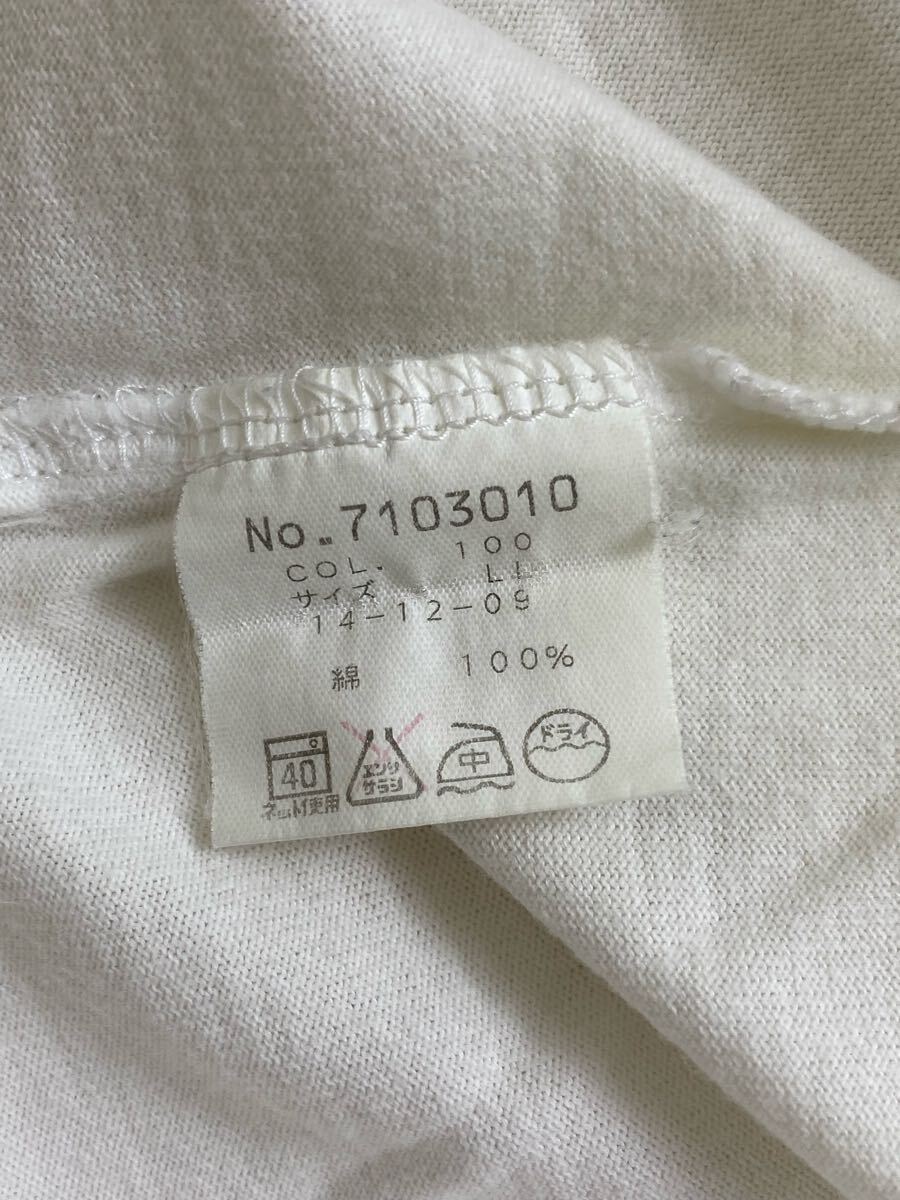 No. 7103010
COL. 100
サイズ LL
14-12-09
綿 100%
40
ネット使用
エンソ
サラシ
中
ドライ